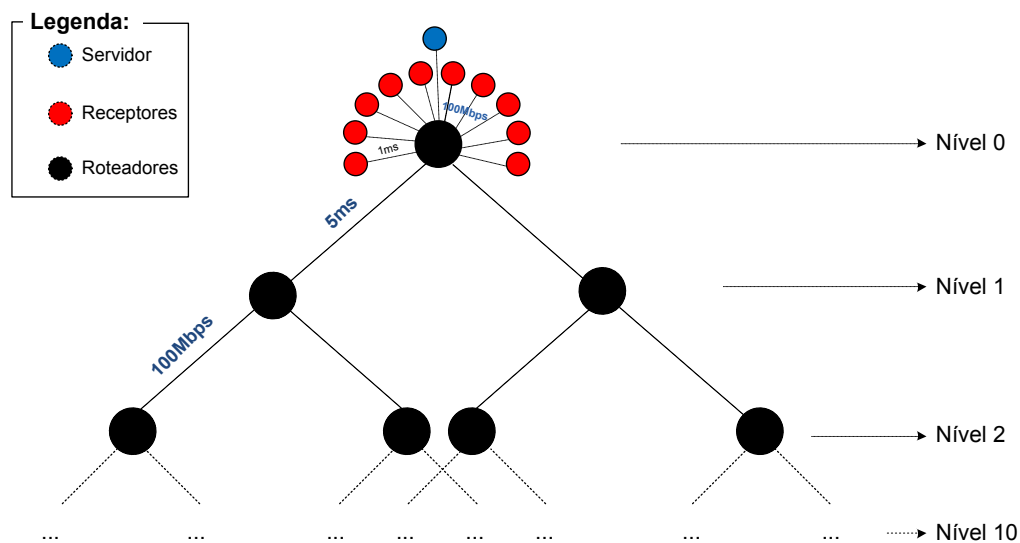 Legenda:
Servidor
Receptores
Roteadores
100Mbps
1ms
Nível 0
5ms
Nível 1
100Mbps
Nível 2
... ... ... ... ... ... ...
Nível 10